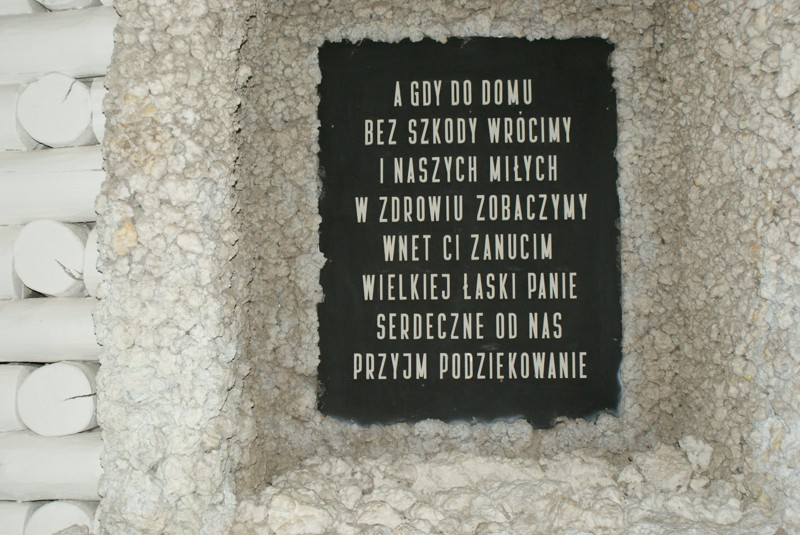 A GDY DO DOMU
BEZ SZKODY WRÓCIMY
I NASZYCH MIŁYCH
W ZDROWIU ZOBACZYMY
WNET CI ZANUCIM
WIELKIEJ ŁASKI PANIE
SERDECZNE OD NAS
PRZYJM PODZIĘKOWANIE